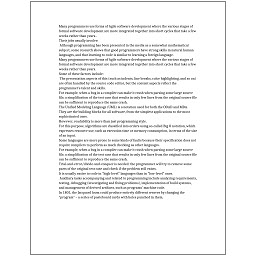 Many programmers use forms of Agile software development where the various stages of
formal software development are more integrated together into short cycles that take a few
weeks rather than years.
Their jobs usually involve:
Although programming has been presented in the media as a somewhat mathematical
subject, some research shows that good programmers have strong skills in natural human
languages, and that learning to code is similar to learning a foreign language.
Many programmers use forms of Agile software development where the various stages of
formal software development are more integrated together into short cycles that take a few
weeks rather than years.
Some of these factors include:
The presentation aspects of this (such as indents, line breaks, color highlighting, and so on)
are often handled by the source code editor, but the content aspects reflect the
programmer's talent and skills.
For example, when a bug in a compiler can make it crash when parsing some large source
file, a simplification of the test case that results in only few lines from the original source file
can be sufficient to reproduce the same crash.
The Unified Modeling Language (UML) is a notation used for both the OOAD and MDA.
They are the building blocks for all software, from the simplest applications to the most
sophisticated ones.
However, readability is more than just programming style.
For this purpose, algorithms are classified into orders using so-called Big O notation, which
expresses resource use, such as execution time or memory consumption, in terms of the size
of an input.
Some languages are more prone to some kinds of faults because their specification does not
require compilers to perform as much checking as other languages.
For example, when a bug in a compiler can make it crash when parsing some large source
file, a simplification of the test case that results in only few lines from the original source file
can be sufficient to reproduce the same crash.
Trial-and-error/divide-and-conquer is needed: the programmer will try to remove some
parts of the original test case and check if the problem still exists.
It is usually easier to code in "high-level" languages than in "low-level" ones.
Auxiliary tasks accompanying and related to programming include analyzing requirements,
testing, debugging (investigating and fixing problems), implementation of build systems,
and management of derived artifacts, such as programs' machine code.
In 1801, the Jacquard loom could produce entirely different weaves by changing the
"program" - a series of pasteboard cards with holes punched in them.